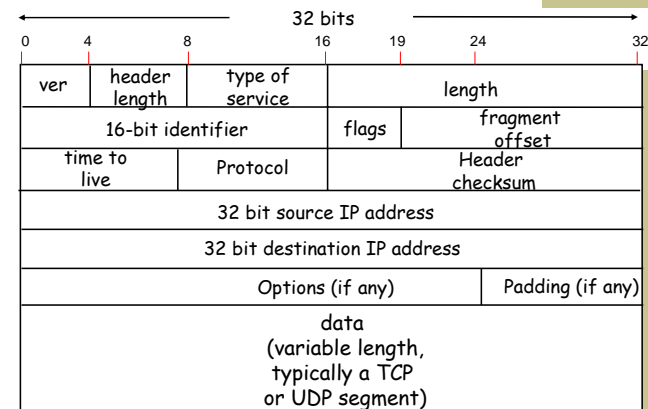 32 bits
0 4 8 16 19 24 32
ver header length type of service length
16-bit identifier flags fragment offset
time to live Protocol Header checksum
32 bit source IP address
32 bit destination IP address
Options (if any) Padding (if any)
data
(variable length,
typically a TCP
or UDP segment)